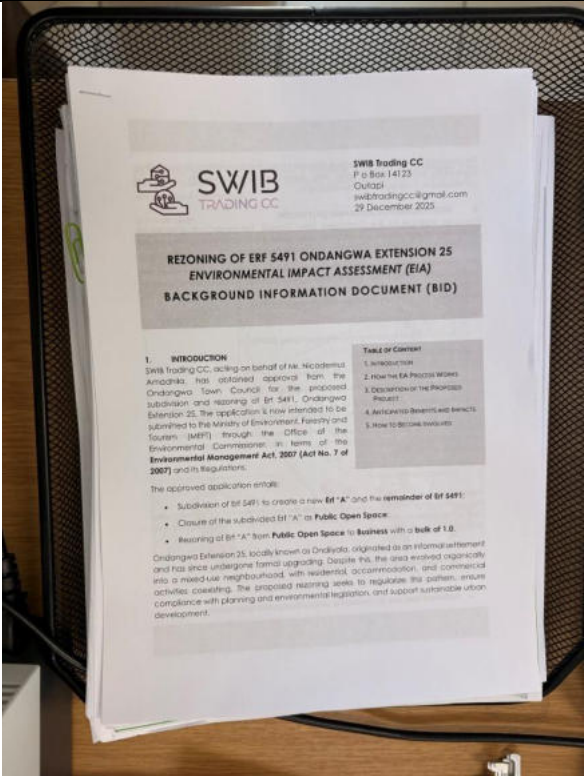 SWIB
TRADING CC
SWIB Trading CC
P o Box 14123
Outapi
swibtradingcc@gmail.com
29 December 2025
REZONING OF ERF 5491 ONDANGWA EXTENSION 25
ENVIRONMENTAL IMPACT ASSESSMENT (EIA)
BACKGROUND INFORMATION DOCUMENT (BID)
1. INTRODUCTION
SWIB Trading CC, acting on behalf of Mr. Nicodemus
Amadhila, has obtained approval from the
Ondangwa Town Council for the proposed
subdivision and rezoning of Erf 5491, Ondangwa
Extension 25. The application is now intended to be
submitted to the Ministry of Environment, Forestry and
Tourism (MEFT) through the Office of the
Environmental Commissioner, in terms of the
Environmental Management Act, 2007 (Act No. 7 of
2007) and its Regulations.
TABLE OF CONTENT
1. INTRODUCTION
2. HOW THE EIA PROCESS WORKS
3. DESCRIPTION OF THE PROPOSED
PROJECT
4. ANTICIPATED BENEFITS AND IMPACTS
5. HOW TO BECOME INVOLVED
The approved application entails:
• Subdivision of Erf 5491 to create a new Erf "A" and the remainder of Erf 5491;
• Closure of the subdivided Erf "A" as Public Open Space;
• Rezoning of Erf "A" from Public Open Space to Business with a bulk of 1.0.
Ondangwa Extension 25, locally known as Ondiiyala, originated as an informal settlement
and has since undergone formal upgrading. Despite this, the area evolved organically
into a mixed-use neighbourhood, with residential, accommodation, and commercial
activities coexisting. The proposed rezoning seeks to regularize this pattern, ensure
compliance with planning and environmental legislation, and support sustainable urban
development.